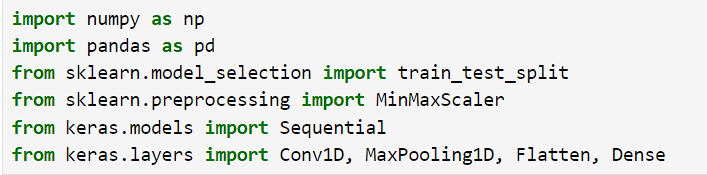 import numpy as np
import pandas as pd
from sklearn.model_selection import train_test_split
from sklearn.preprocessing import MinMaxScaler
from keras.models import Sequential
from keras.layers import Conv1D, MaxPooling1D, Flatten, Dense